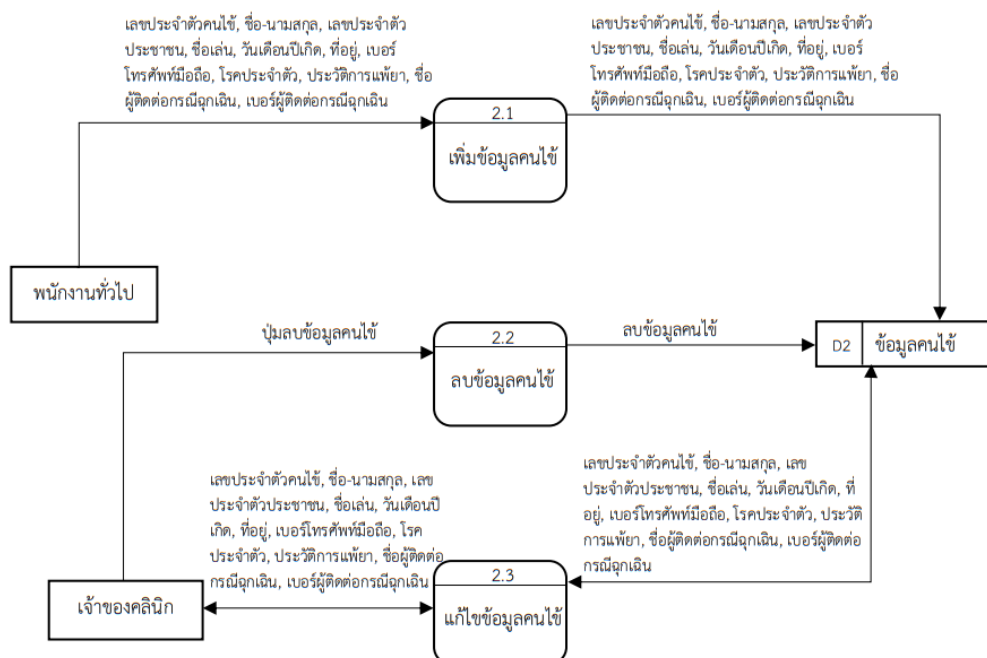 เลขประจำตัวคนไข้, ชื่อ-นามสกุล, เลขประจำตัว
ประชาชน, ชื่อเล่น, วันเดือนปีเกิด, ที่อยู่, เบอร์
โทรศัพท์มือถือ, โรคประจำตัว, ประวัติการแพ้ยา, ชื่อ
ผู้ติดต่อกรณีฉุกเฉิน, เบอร์ผู้ติดต่อกรณีฉุกเฉิน
เลขประจำตัวคนไข้, ชื่อ-นามสกุล, เลขประจำตัว
ประชาชน, ชื่อเล่น, วันเดือนปีเกิด, ที่อยู่, เบอร์
โทรศัพท์มือถือ, โรคประจำตัว, ประวัติการแพ้ยา, ชื่อ
ผู้ติดต่อกรณีฉุกเฉิน, เบอร์ผู้ติดต่อกรณีฉุกเฉิน
2.1
เพิ่มข้อมูลคนไข้
พนักงานทั่วไป
ปุ่มลบข้อมูลคนไข้
2.2
ลบข้อมูลคนไข้
ลบข้อมูลคนไข้
D2 ข้อมูลคนไข้
เลขประจำตัวคนไข้, ชื่อ-นามสกุล, เลข
ประจำตัวประชาชน, ชื่อเล่น, วันเดือนปี
เกิด, ที่อยู่, เบอร์โทรศัพท์มือถือ, โรค
ประจำตัว, ประวัติการแพ้ยา, ชื่อผู้ติดต่อ
กรณีฉุกเฉิน, เบอร์ผู้ติดต่อกรณีฉุกเฉิน
เลขประจำตัวคนไข้, ชื่อ-นามสกุล, เลข
ประจำตัวประชาชน, ชื่อเล่น, วันเดือนปีเกิด, ที่
อยู่, เบอร์โทรศัพท์มือถือ, โรคประจำตัว, ประวัติ
การแพ้ยา, ชื่อผู้ติดต่อกรณีฉุกเฉิน, เบอร์ผู้ติดต่อ
กรณีฉุกเฉิน
เจ้าของคลินิก
2.3
แก้ไขข้อมูลคนไข้